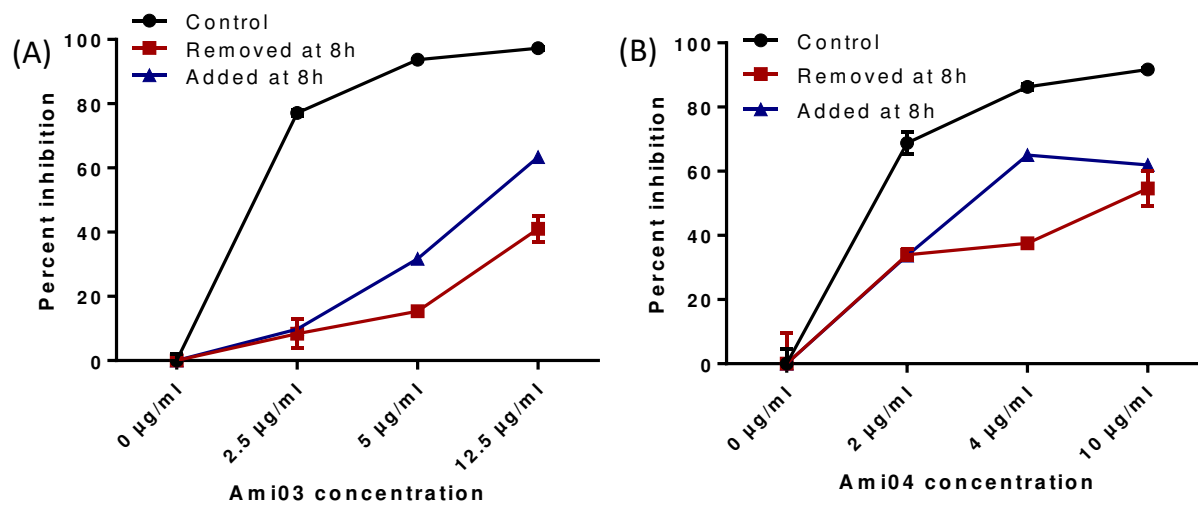 (A)
Control
Removed at 8h
Added at 8h
Percent inhibition
100
80
60
40
20
0
0 µg/ml
2.5 µg/ml
5 µg/ml
12.5 µg/ml
Ami03 concentration
(B)
Control
Removed at 8h
Added at 8h
Percent inhibition
100
80
60
40
20
0
0 µg/ml
2 µg/ml
4 µg/ml
10 µg/ml
Ami04 concentration